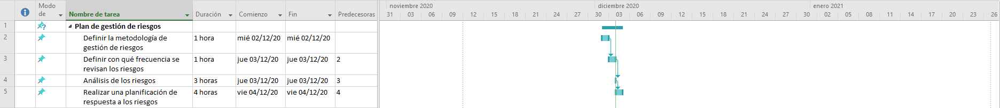 Modo de
Nombre de tarea
Duración
Comienzo
Fin
Predecesoras
noviembre 2020
diciembre 2020
enero 2021
31 03 06 09 12 15 18 21 24 27 30 03 06 09 12 15 18 21 24 27 30 02 05 08 11 14 17 20 23 26
1 Plan de gestión de riesgos
2 Definir la metodología de gestión de riesgos 1 hora mié 02/12/20 mié 02/12/20
3 Definir con qué frecuencia se revisan los riesgos 1 hora jue 03/12/20 jue 03/12/20 2
4 Análisis de los riesgos 3 horas jue 03/12/20 jue 03/12/20 3
5 Realizar una planificación de respuesta a los riesgos 4 horas vie 04/12/20 vie 04/12/20 4